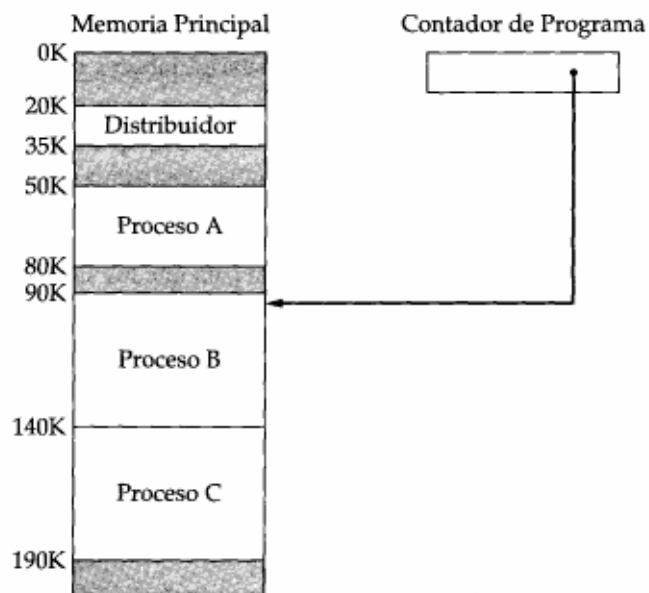 Memoria Principal
Contador de Programa
0K
20K
Distribuidor
35K
50K
Proceso A
80K
90K
Proceso B
140K
Proceso C
190K